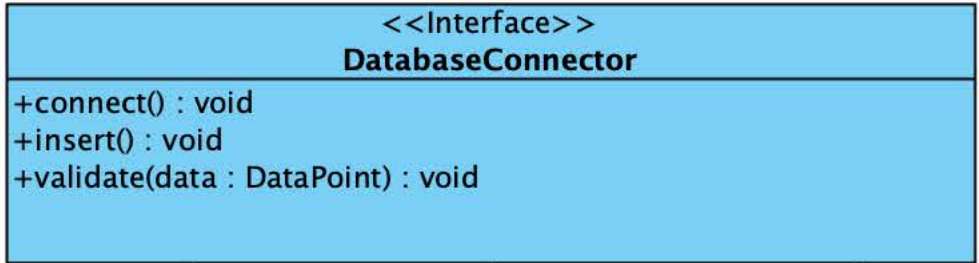 <<Interface>>
DatabaseConnector
+connect() : void
+insert() : void
+validate(data : DataPoint) : void